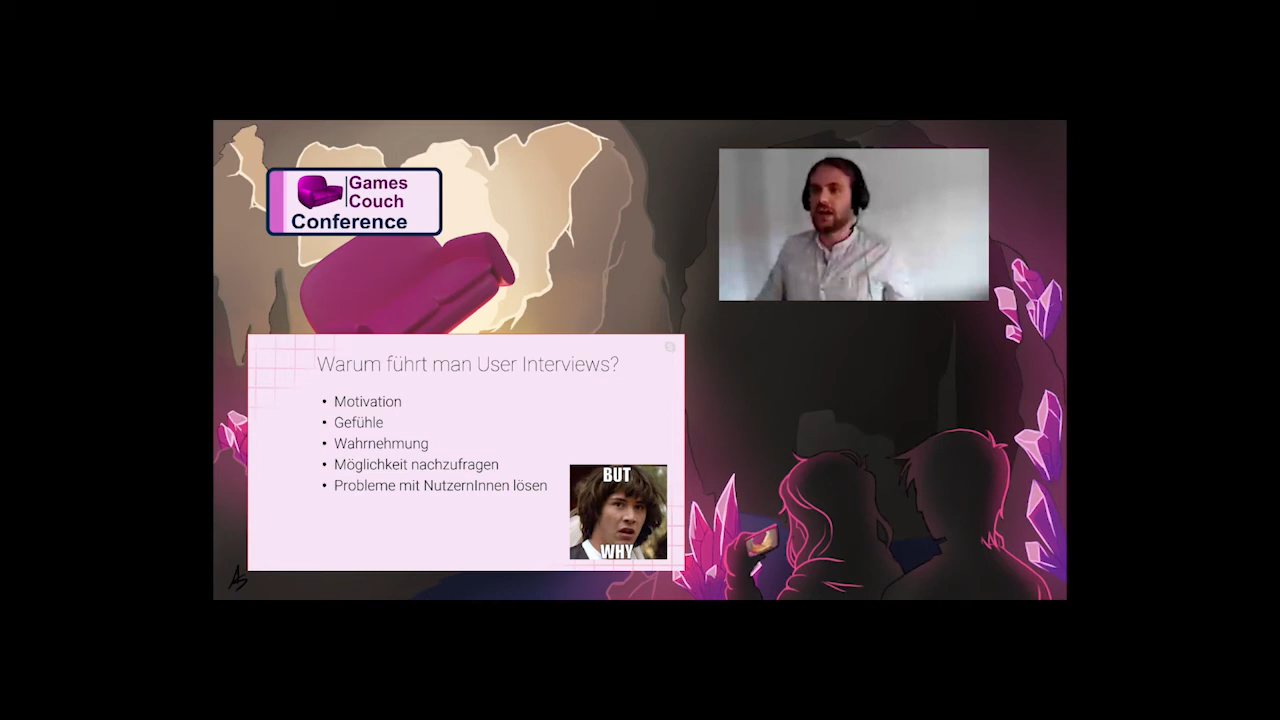 Games
Couch
Conference
Warum führt man User Interviews?
• Motivation
• Gefühle
• Wahrnehmung
• Möglichkeit nachzufragen
• Probleme mit NutzernInnen lösen
BUT
WHY